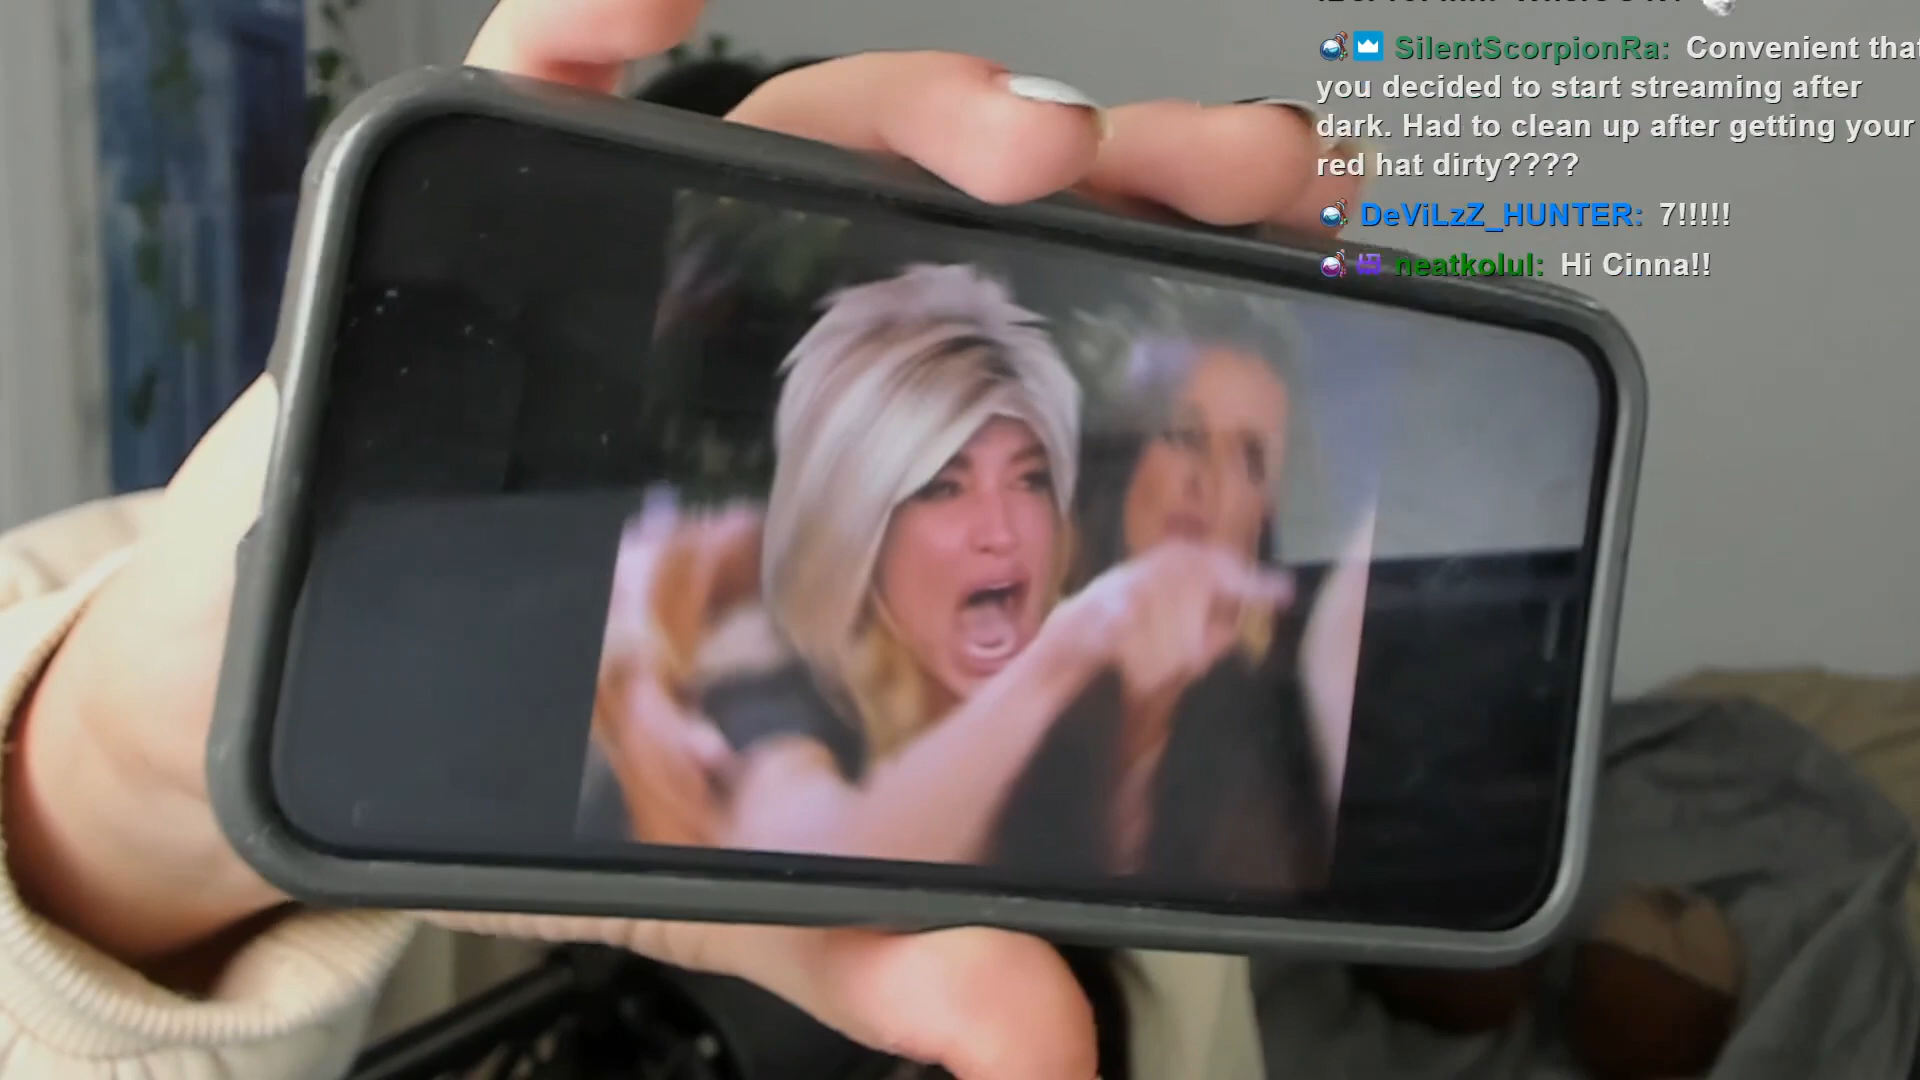 SilentScorpionRa: Convenient that
you decided to start streaming after
dark. Had to clean up after getting your
red hat dirty????
DeViLzZ_HUNTER: 7!!!!!
neatkolul: Hi Cinna!!